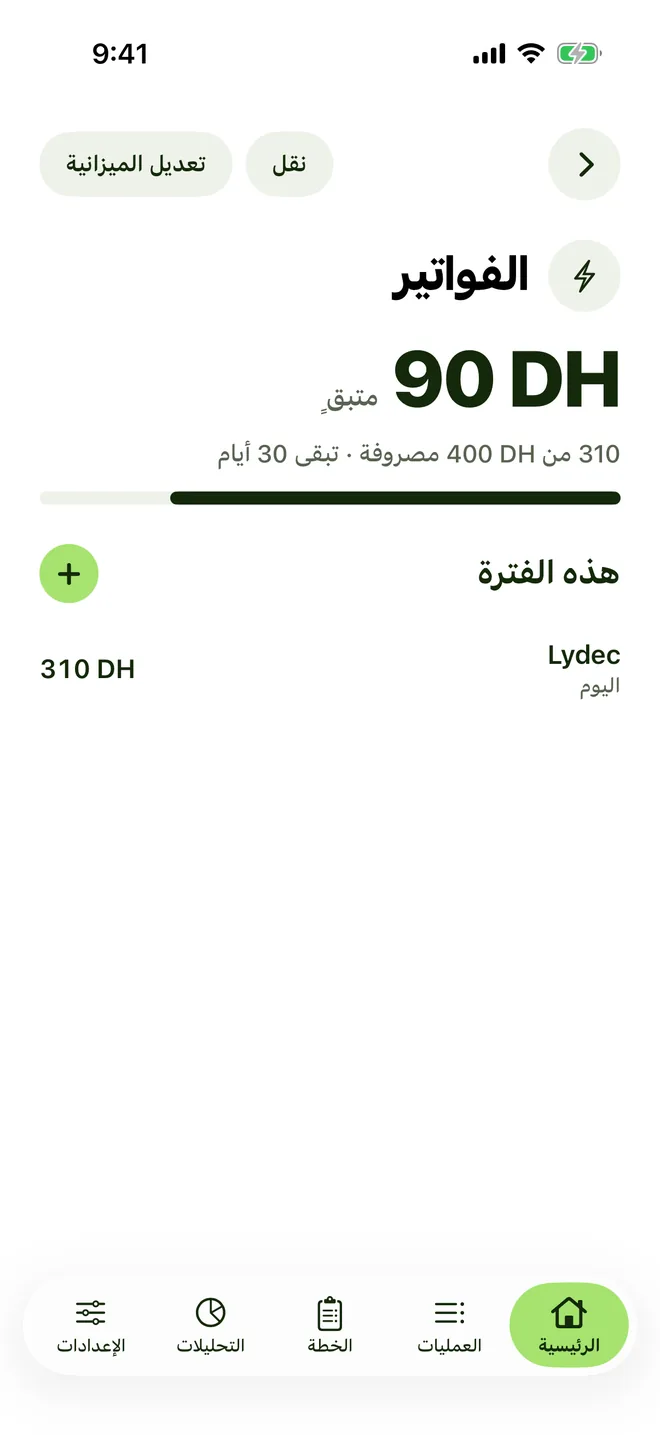 9:41
نقل
تعديل الميزانية
الفواتير
90 DH متبقٍ
310 من 400 DH مصروفة · تبقى 30 أيام
هذه الفترة
Lydec
اليوم
310 DH
الرئيسية
العمليات
الخطة
التحليلات
الإعدادات